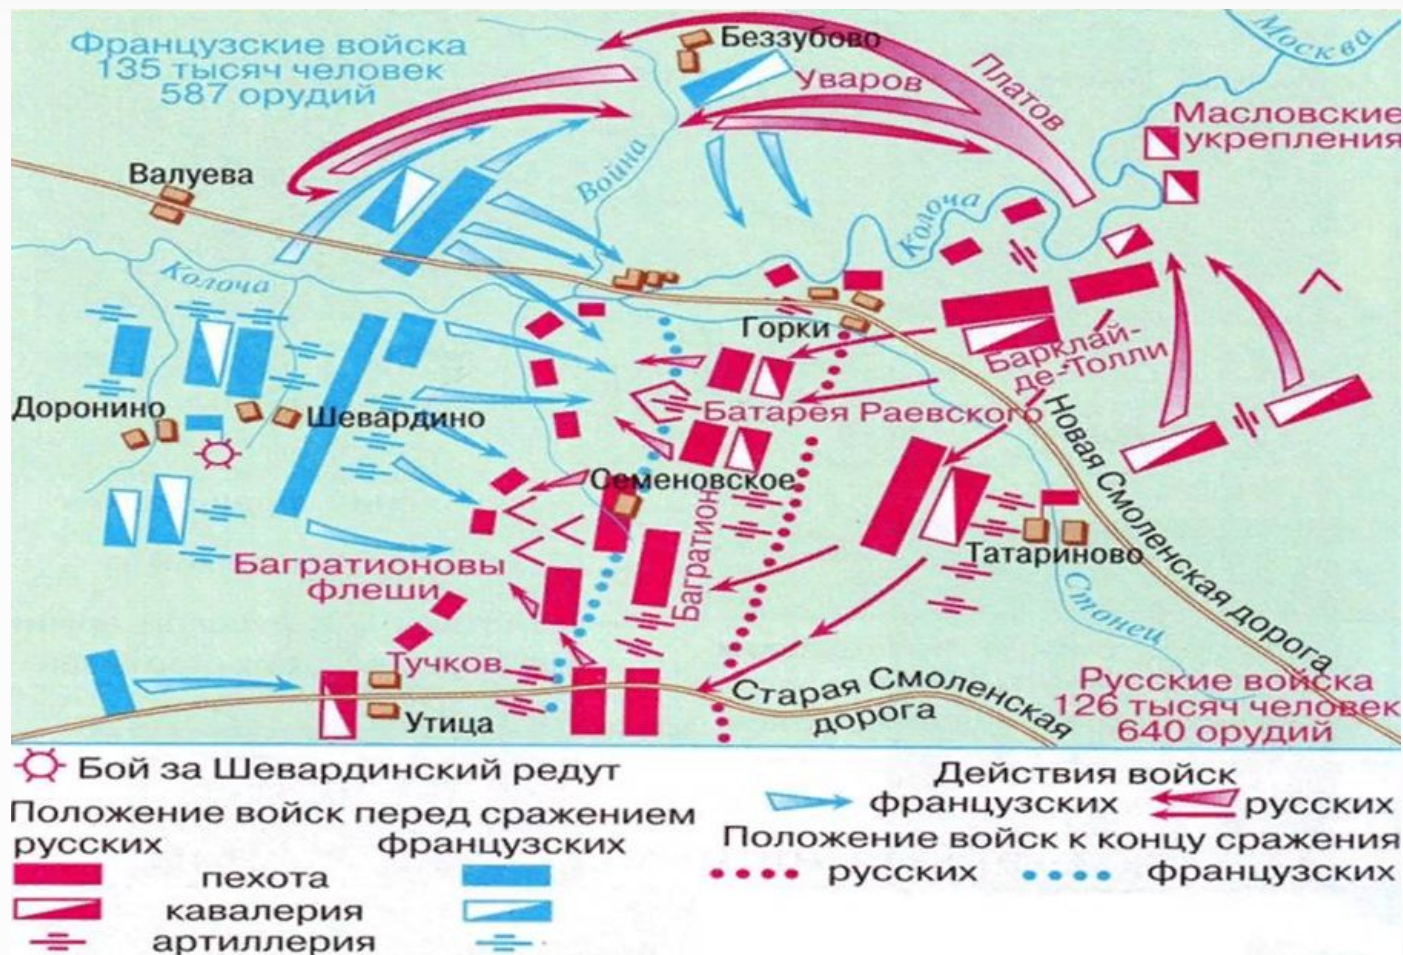 Французские войска
135 тысяч человек
587 орудий
Беззубово
Уваров
Платов
Москва
Масловские
укрепления
Валуева
Война
Колоча
Колоча
Горки
Барклай-
де-Толли
Батарея Раевского
Доронино
Шевардино
Семеновское
Багратион
Новая Смоленская дорога
Татариново
Багратионовы
флеши
Стонец
Тучков
Утица
Старая Смоленская
дорога
Русские войска
126 тысяч человек
640 орудий
Бой за Шевардинский редут
Положение войск перед сражением
русских французских
пехота
кавалерия
артиллерия
Действия войск
французских русских
Положение войск к концу сражения
русских французских